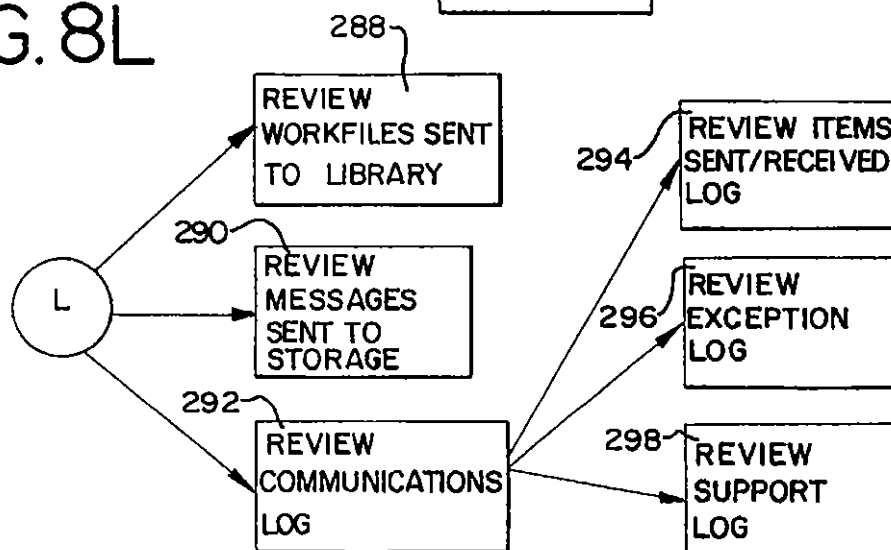 G. 8L
288
REVIEW
WORKFILES SENT
TO LIBRARY
290
REVIEW
MESSAGES
SENT TO
STORAGE
L
292
REVIEW
COMMUNICATIONS
LOG
294
REVIEW ITEMS
SENT/RECEIVED
LOG
296
REVIEW
EXCEPTION
LOG
298
REVIEW
SUPPORT
LOG